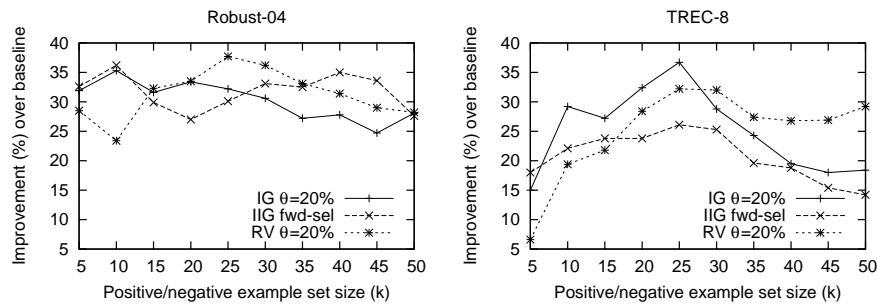 Robust-04
Improvement (%) over baseline
40
35
30
25
20
15
10
5
IG θ=20%
IIG fwd-sel
RV θ=20%
5 10 15 20 25 30 35 40 45 50
Positive/negative example set size (k)
TREC-8
Improvement (%) over baseline
40
35
30
25
20
15
10
5
IG θ=20%
IIG fwd-sel
RV θ=20%
5 10 15 20 25 30 35 40 45 50
Positive/negative example set size (k)